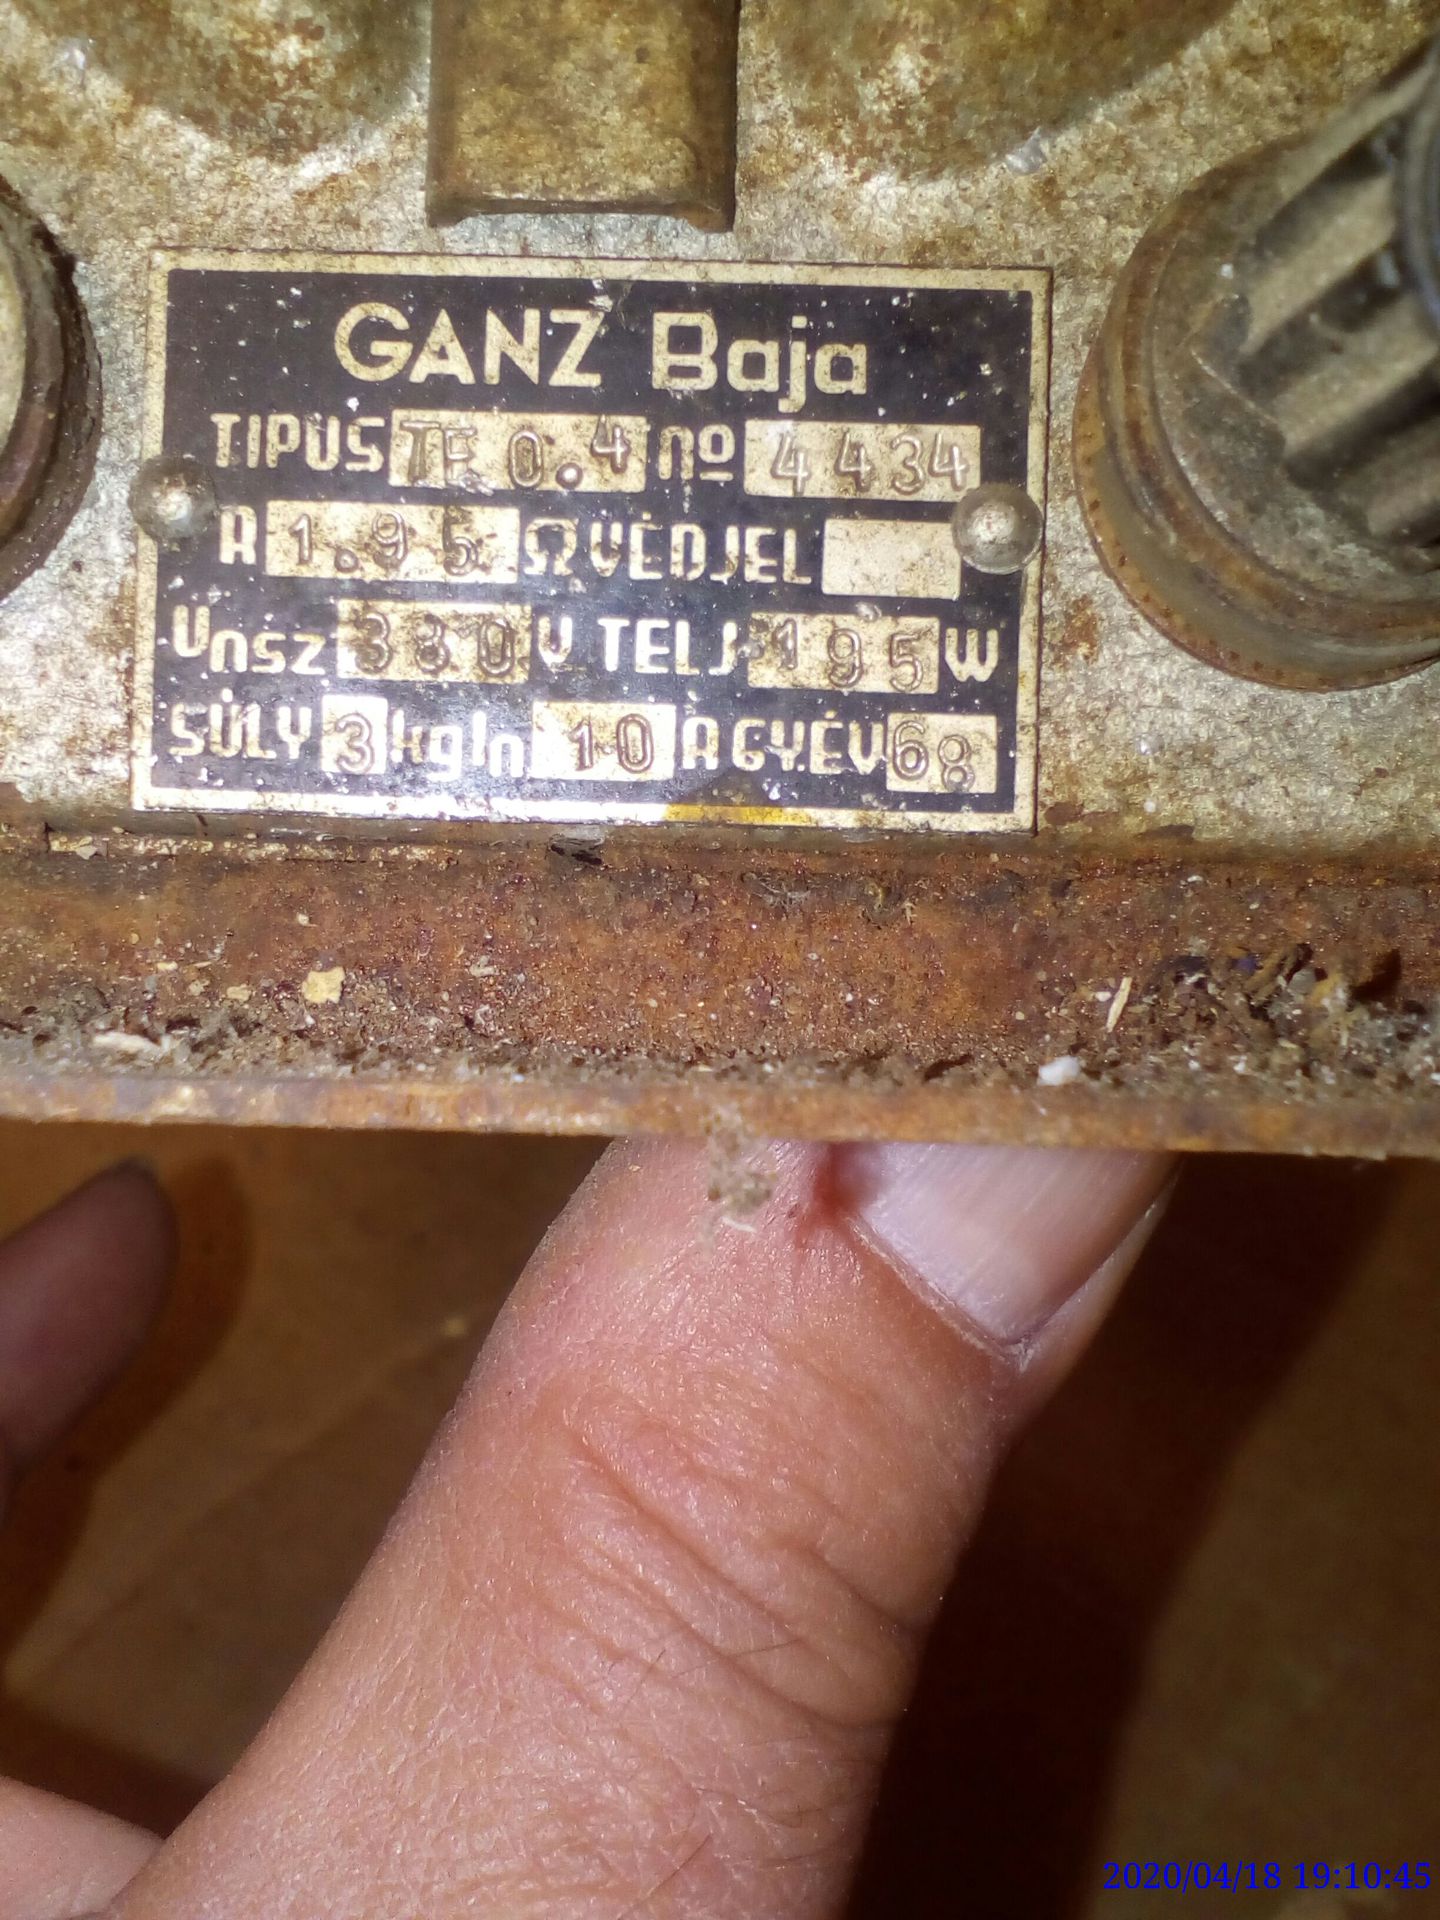 GANZ Baja
TIPUS TE 0.4 no 4434
R 1.95 Ω VÉDJEL
Unsz 380 V TELJ. 195 W
SÚLY 3 kg In 10 A GY.ÉV 68
2020/04/18 19:10:45